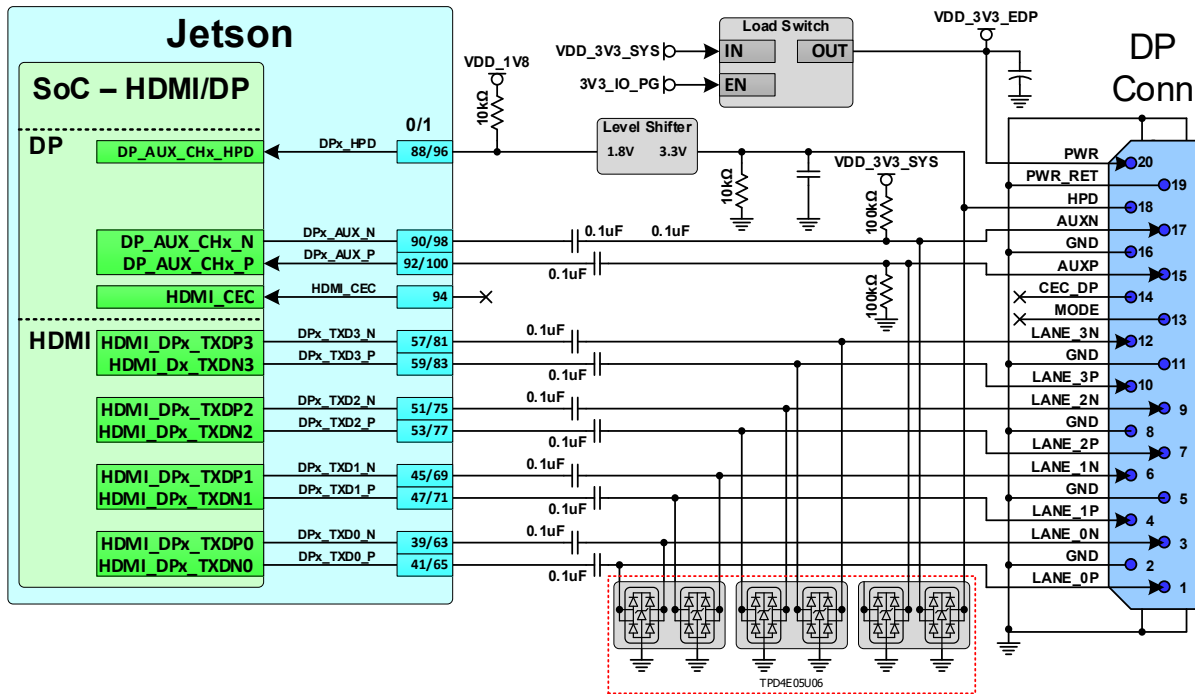 Jetson
SoC – HDMI/DP
DP
HDMI
0/1
DP_AUX_CHx_HPD
DPx_HPD
88/96
DP_AUX_CHx_N
DPx_AUX_N
90/98
DP_AUX_CHx_P
DPx_AUX_P
92/100
HDMI_CEC
HDMI_CEC
94
HDMI_DPx_TXDP3
DPx_TXD3_N
57/81
HDMI_Dx_TXDN3
DPx_TXD3_P
59/83
HDMI_DPx_TXDP2
DPx_TXD2_N
51/75
HDMI_DPx_TXDN2
DPx_TXD2_P
53/77
HDMI_DPx_TXDP1
DPx_TXD1_N
45/69
HDMI_DPx_TXDN1
DPx_TXD1_P
47/71
HDMI_DPx_TXDP0
DPx_TXD0_N
39/63
HDMI_DPx_TXDN0
DPx_TXD0_P
41/65
VDD_1V8
10kΩ
Level Shifter
1.8V
3.3V
10kΩ
VDD_3V3_SYS
3V3_IO_PG
Load Switch
IN
OUT
EN
VDD_3V3_EDP
VDD_3V3_SYS
100kΩ
100kΩ
0.1uF
0.1uF
0.1uF
0.1uF
0.1uF
0.1uF
0.1uF
0.1uF
0.1uF
0.1uF
0.1uF
TPD4E05U06
DP
Conn
PWR
20
PWR_RET
19
HPD
18
AUXN
17
GND
16
AUXP
15
CEC_DP
14
MODE
13
LANE_3N
12
GND
11
LANE_3P
10
LANE_2N
9
GND
8
LANE_2P
7
LANE_1N
6
GND
5
LANE_1P
4
LANE_0N
3
GND
2
LANE_0P
1